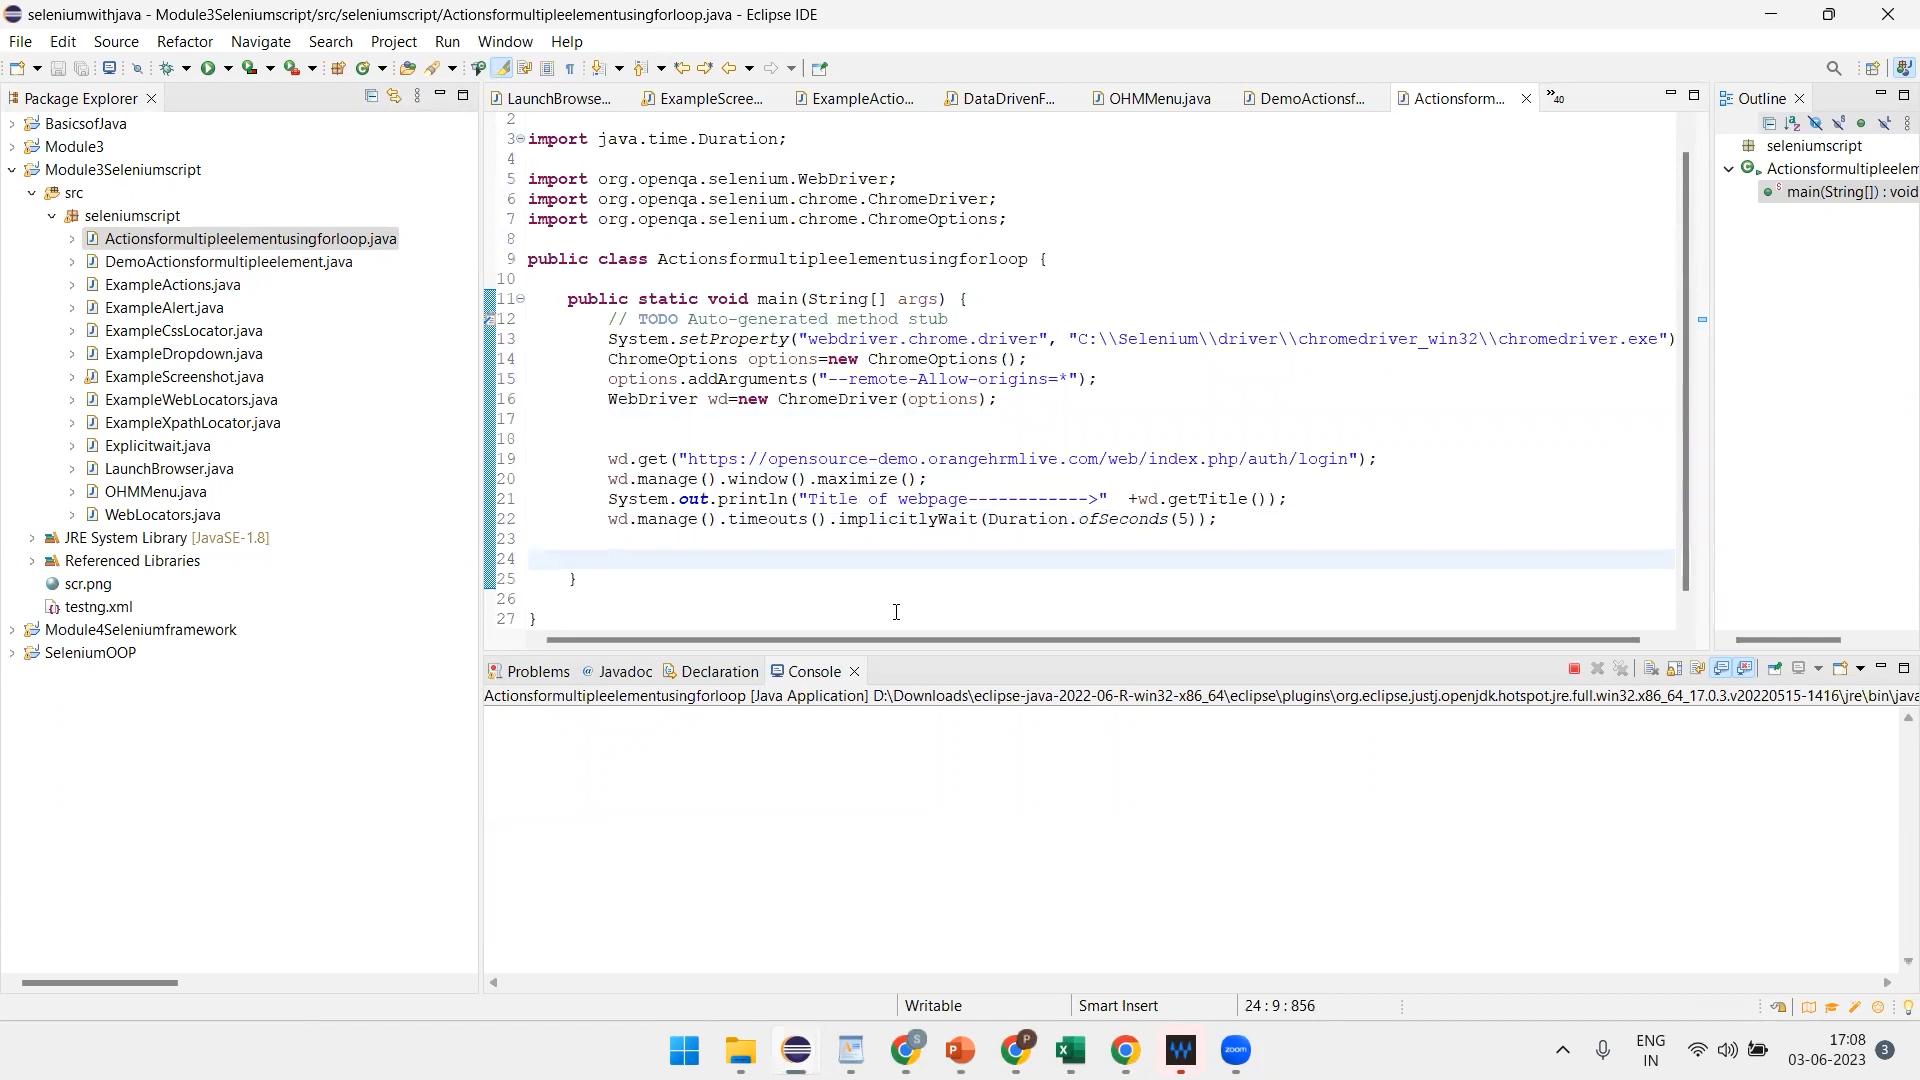 seleniumwithjava - Module3Seleniumscript/src/seleniumscript/Actionsformultipleelementusingforloop.java - Eclipse IDE
File Edit Source Refactor Navigate Search Project Run Window Help
Package Explorer
BasicsofJava
Module3
Module3Seleniumscript
src
seleniumscript
Actionsformultipleelementusingforloop.java
DemoActionsformultipleelement.java
ExampleActions.java
ExampleAlert.java
ExampleCssLocator.java
ExampleDropdown.java
ExampleScreenshot.java
ExampleWebLocators.java
ExampleXpathLocator.java
Explicitwait.java
LaunchBrowser.java
OHMMenu.java
WebLocators.java
JRE System Library [JavaSE-1.8]
Referenced Libraries
scr.png
testng.xml
Module4Seleniumframework
SeleniumOOP
LaunchBrowse... ExampleScree... ExampleActio... DataDrivenF... OHMMenu.java DemoActionsf... Actionsform... »40
2
3 import java.time.Duration;
4
5 import org.openqa.selenium.WebDriver;
6 import org.openqa.selenium.chrome.ChromeDriver;
7 import org.openqa.selenium.chrome.ChromeOptions;
8
9 public class Actionsformultipleelementusingforloop {
10
11 public static void main(String[] args) {
12 // TODO Auto-generated method stub
13 System.setProperty("webdriver.chrome.driver", "C:\\Selenium\\driver\\chromedriver_win32\\chromedriver.exe")
14 ChromeOptions options=new ChromeOptions();
15 options.addArguments("--remote-Allow-origins=*");
16 WebDriver wd=new ChromeDriver(options);
17
18
19 wd.get("https://opensource-demo.orangehrmlive.com/web/index.php/auth/login");
20 wd.manage().window().maximize();
21 System.out.println("Title of webpage------------>" +wd.getTitle());
22 wd.manage().timeouts().implicitlyWait(Duration.ofSeconds(5));
23
24
25 }
26
27 }
Outline
seleniumscript
Actionsformultipleelem
main(String[]) : void
Problems Javadoc Declaration Console
Actionsformultipleelementusingforloop [Java Application] D:\Downloads\eclipse-java-2022-06-R-win32-x86_64\eclipse\plugins\org.eclipse.justj.openjdk.hotspot.jre.full.win32.x86_64_17.0.3.v20220515-1416\jre\bin\java
Writable Smart Insert 24 : 9 : 856
S P zoom
ENG
IN
17:08
03-06-2023
3